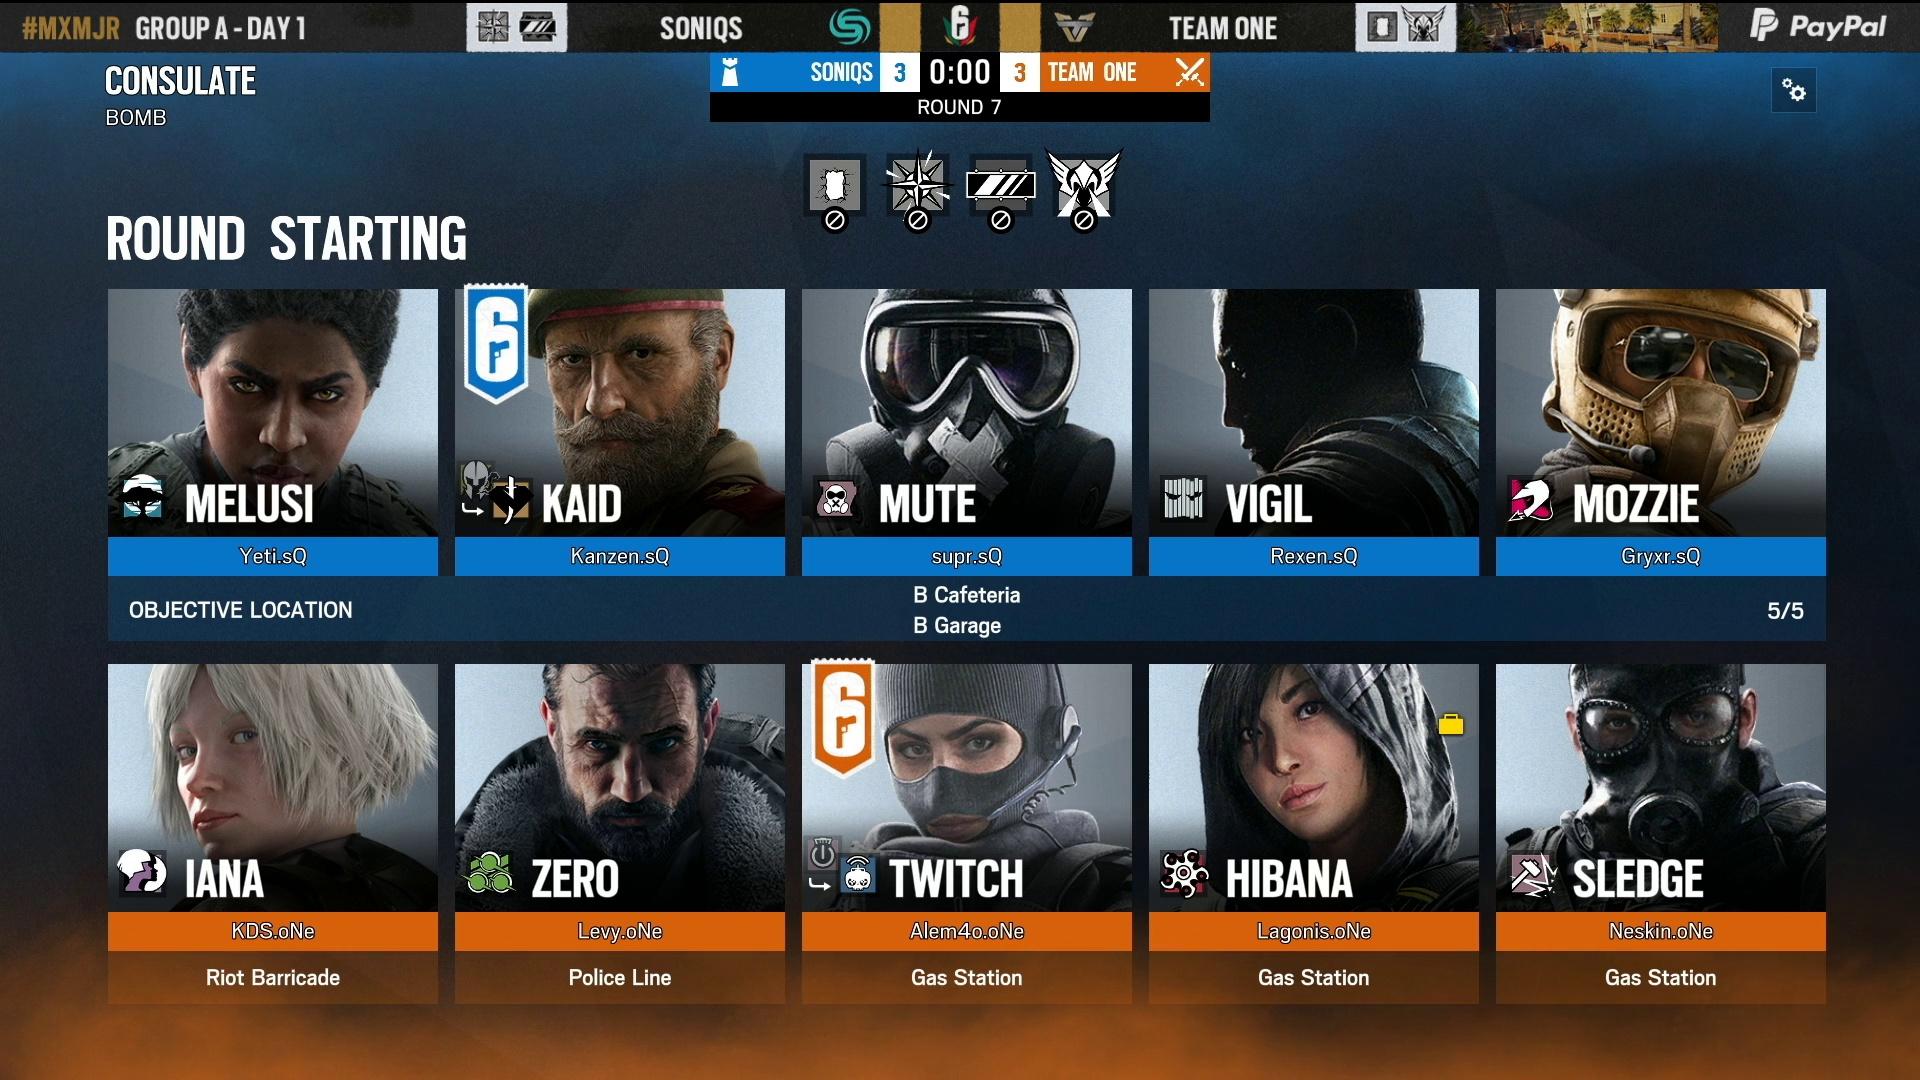 #MXMJR GROUP A - DAY 1
SONIQS
6
TEAM ONE
PayPal
CONSULATE
BOMB
SONIQS 3 0:00 3 TEAM ONE
ROUND 7
ROUND STARTING
6
MELUSI
KAID
MUTE
VIGIL
MOZZIE
Yeti.sQ
Kanzen.sQ
supr.sQ
Rexen.sQ
Gryxr.sQ
OBJECTIVE LOCATION
B Cafeteria
B Garage
5/5
6
IANA
ZERO
TWITCH
HIBANA
SLEDGE
KDS.oNe
Levy.oNe
Alem4o.oNe
Lagonis.oNe
Neskin.oNe
Riot Barricade
Police Line
Gas Station
Gas Station
Gas Station